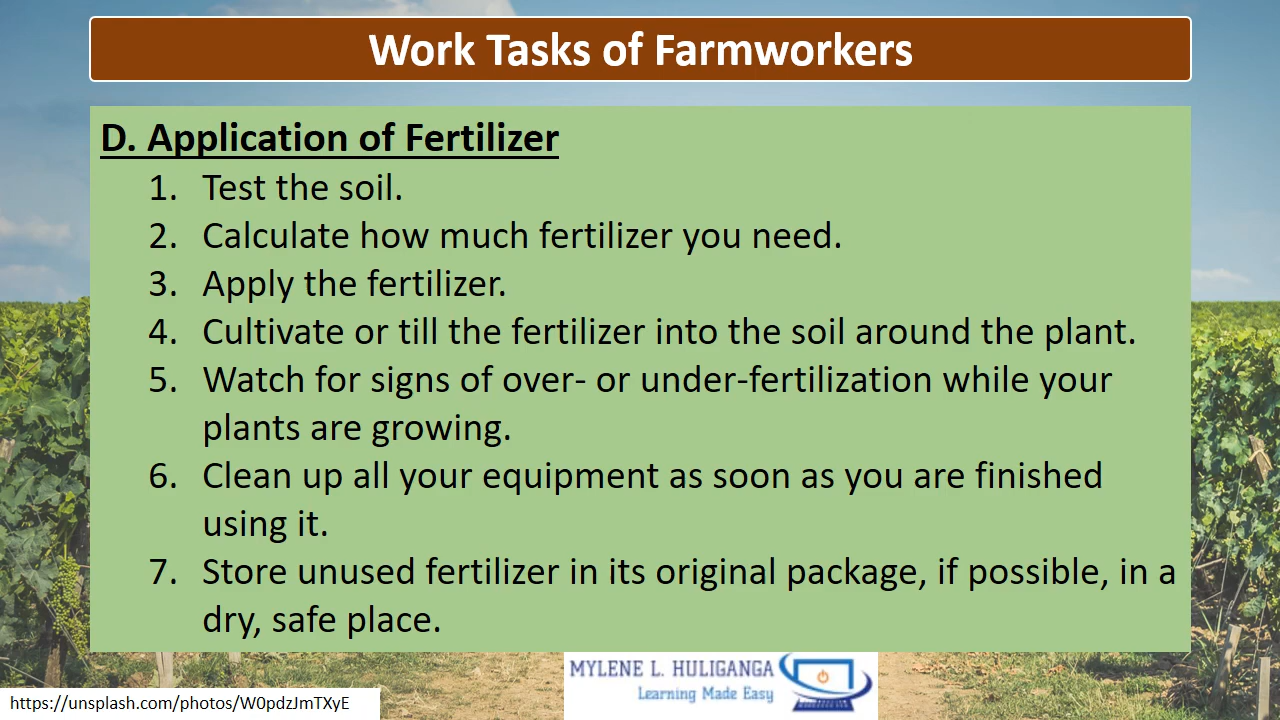 Work Tasks of Farmworkers
D. Application of Fertilizer
1. Test the soil.
2. Calculate how much fertilizer you need.
3. Apply the fertilizer.
4. Cultivate or till the fertilizer into the soil around the plant.
5. Watch for signs of over- or under-fertilization while your
plants are growing.
6. Clean up all your equipment as soon as you are finished
using it.
7. Store unused fertilizer in its original package, if possible, in a
dry, safe place.
MYLENE L. HULIGANGA
Learning Made Easy
https://unsplash.com/photos/W0pdzJmTXyE